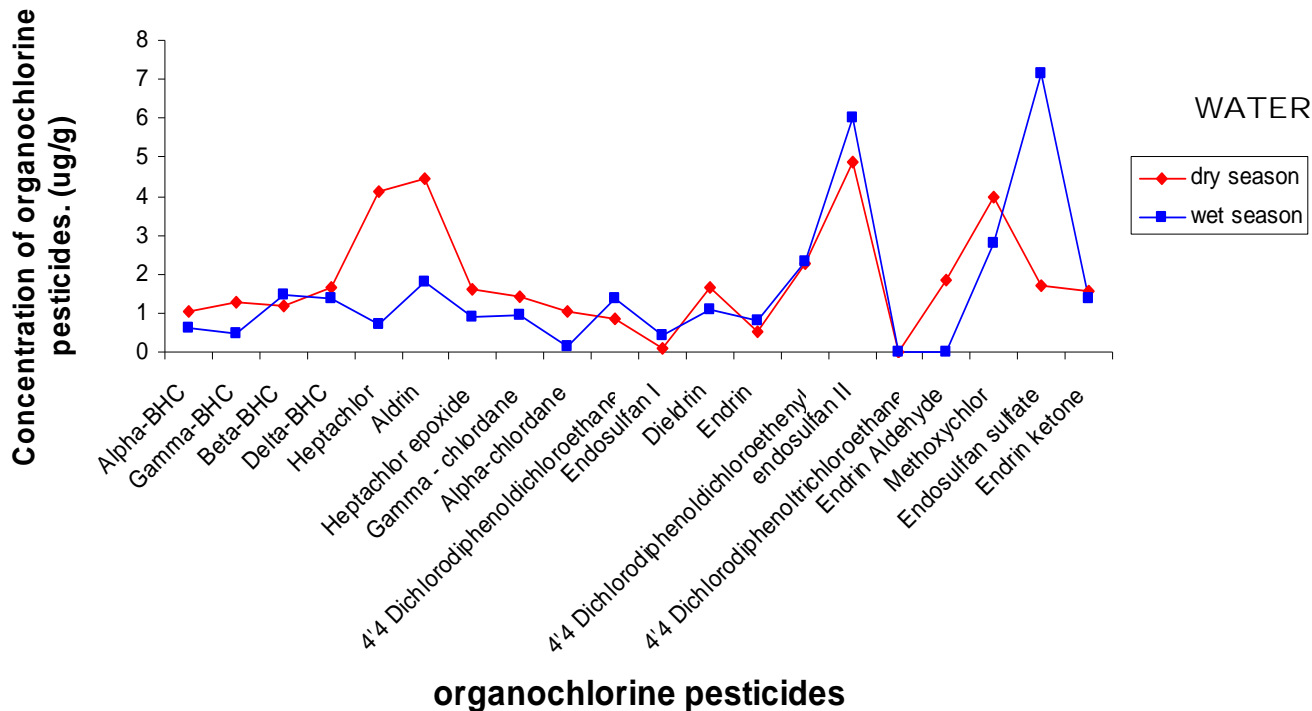 Concentration of organochlorine
pesticides. (ug/g)
8
7
6
5
4
3
2
1
0
WATER
dry season
wet season
Alpha-BHC
Gamma-BHC
Beta-BHC
Delta-BHC
Heptachlor
Aldrin
Heptachlor epoxide
Gamma - chlordane
Alpha-chlordane
4'4 Dichlorodiphenoldichloroethane
Endosulfan I
Dieldrin
Endrin
4'4 Dichlorodiphenoldichloroethenyl
endosulfan II
4'4 Dichlorodiphenoltrichloroethane
Endrin Aldehyde
Methoxychlor
Endosulfan sulfate
Endrin ketone
organochlorine pesticides